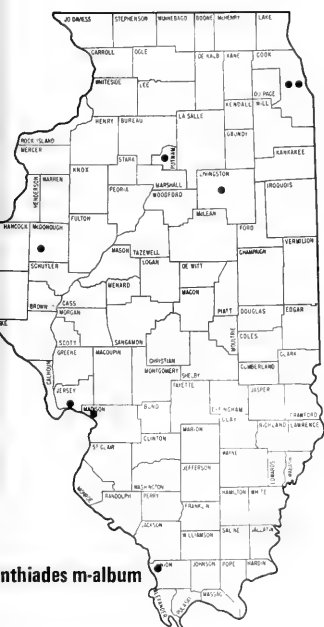 JO DAVIESS STEPHENSON WINNEBAGO BOONE McHENRY LAKE
CARROLL OGLE
DE KALB KANE COOK
WHITESIDE LEE
DU PAGE
KENDALL WILL
HENRY BUREAU LA SALLE
GRUNDY
ROCK ISLAND
MERCER
PUTNAM
STARK
KANKAKEE
HENDERSON WARREN KNOX
PEORIA MARSHALL LIVINGSTON
WOODFORD
IROQUOIS
FULTON McLEAN
FORD
HANCOCK McDONOUGH
VERMILION
MASON TAZEWELL
CHAMPAIGN
SCHUYLER LOGAN DE WITT
MENARD
MACON
BROWN CASS
MORGAN PIATT DOUGLAS EDGAR
MOULTRIE COLES
SCOTT SANGAMON
CLARK
GREENE MACOUPIN CHRISTIAN
MONTGOMERY SHELBY CUMBERLAND
CALHOUN
FAYETTE JASPER
JERSEY
CRAWFORD
MADISON BOND EFFINGHAM
CLAY RICHLAND LAWRENCE
MARION
CLINTON
ST CLAIR WAYNE
EDWARDS WABASH
JEFFERSON
MONROE WASHINGTON
RANDOLPH PERRY HAMILTON WHITE
FRANKLIN
JACKSON
SALINE GALLATIN
WILLIAMSON
UNION JOHNSON POPE HARDIN
nthiades m-album
ALEXANDER PULASKI MASSAC